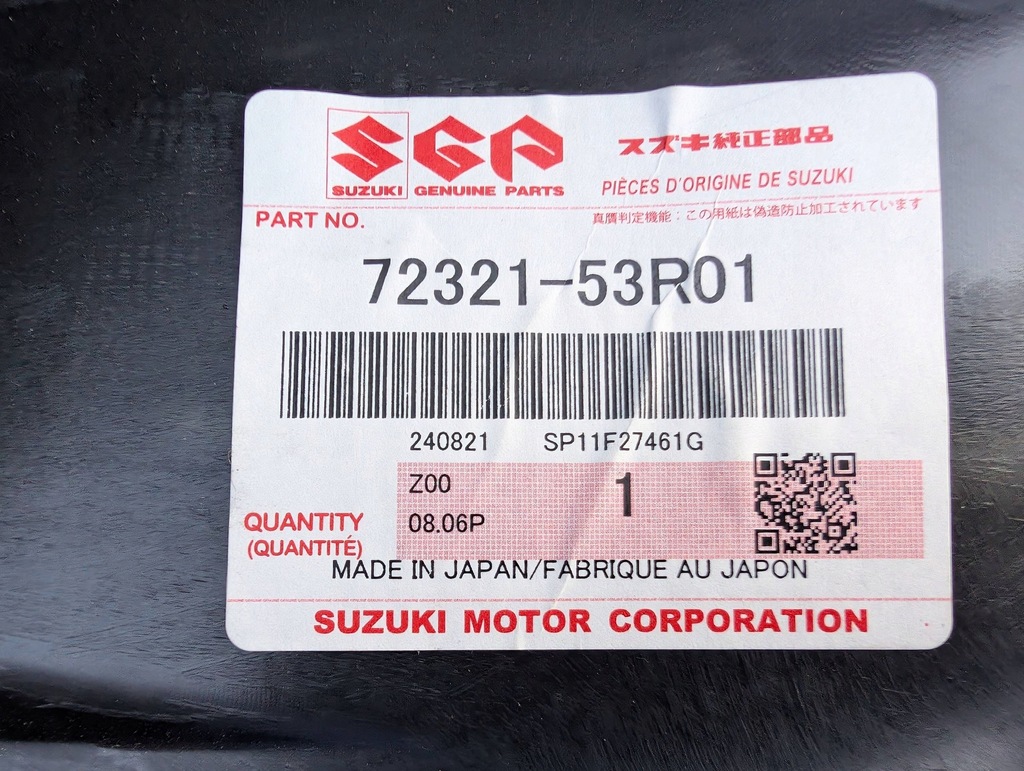 SGP
SUZUKI GENUINE PARTS
スズキ純正部品
PIÈCES D'ORIGINE DE SUZUKI
PART NO.
真贋判定機能：この用紙は偽造防止加工されています
72321-53R01
240821 SP11F27461G
Z00
1
08.06P
QUANTITY
(QUANTITÉ)
MADE IN JAPAN/FABRIQUE AU JAPON
SUZUKI MOTOR CORPORATION